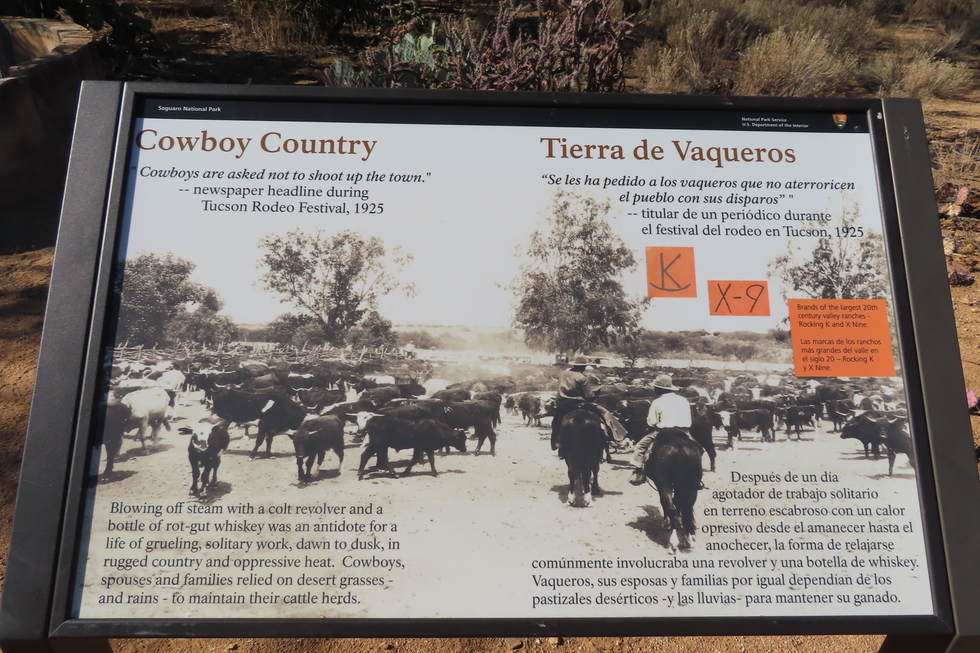 Saguaro National Park
National Park Service
U.S. Department of the Interior
Cowboy Country
"Cowboys are asked not to shoot up the town."
-- newspaper headline during
Tucson Rodeo Festival, 1925
Tierra de Vaqueros
“Se les ha pedido a los vaqueros que no aterroricen
el pueblo con sus disparos” "
-- titular de un periódico durante
el festival del rodeo en Tucson, 1925
K
X-9
Brands of the largest 20th
century valley ranches -
Rocking K and X Nine.
Las marcas de los ranchos
más grandes del valle en
el siglo 20 – Rocking K
y X Nine.
Blowing off steam with a colt revolver and a
bottle of rot-gut whiskey was an antidote for a
life of grueling, solitary work, dawn to dusk, in
rugged country and oppressive heat. Cowboys,
spouses and families relied on desert grasses -
and rains - to maintain their cattle herds.
Después de un día
agotador de trabajo solitario
en terreno escabroso con un calor
opresivo desde el amanecer hasta el
anochecer, la forma de relajarse
comúnmente involucraba una revolver y una botella de whiskey.
Vaqueros, sus esposas y familias por igual dependían de los
pastizales desérticos -y las lluvias- para mantener su ganado.